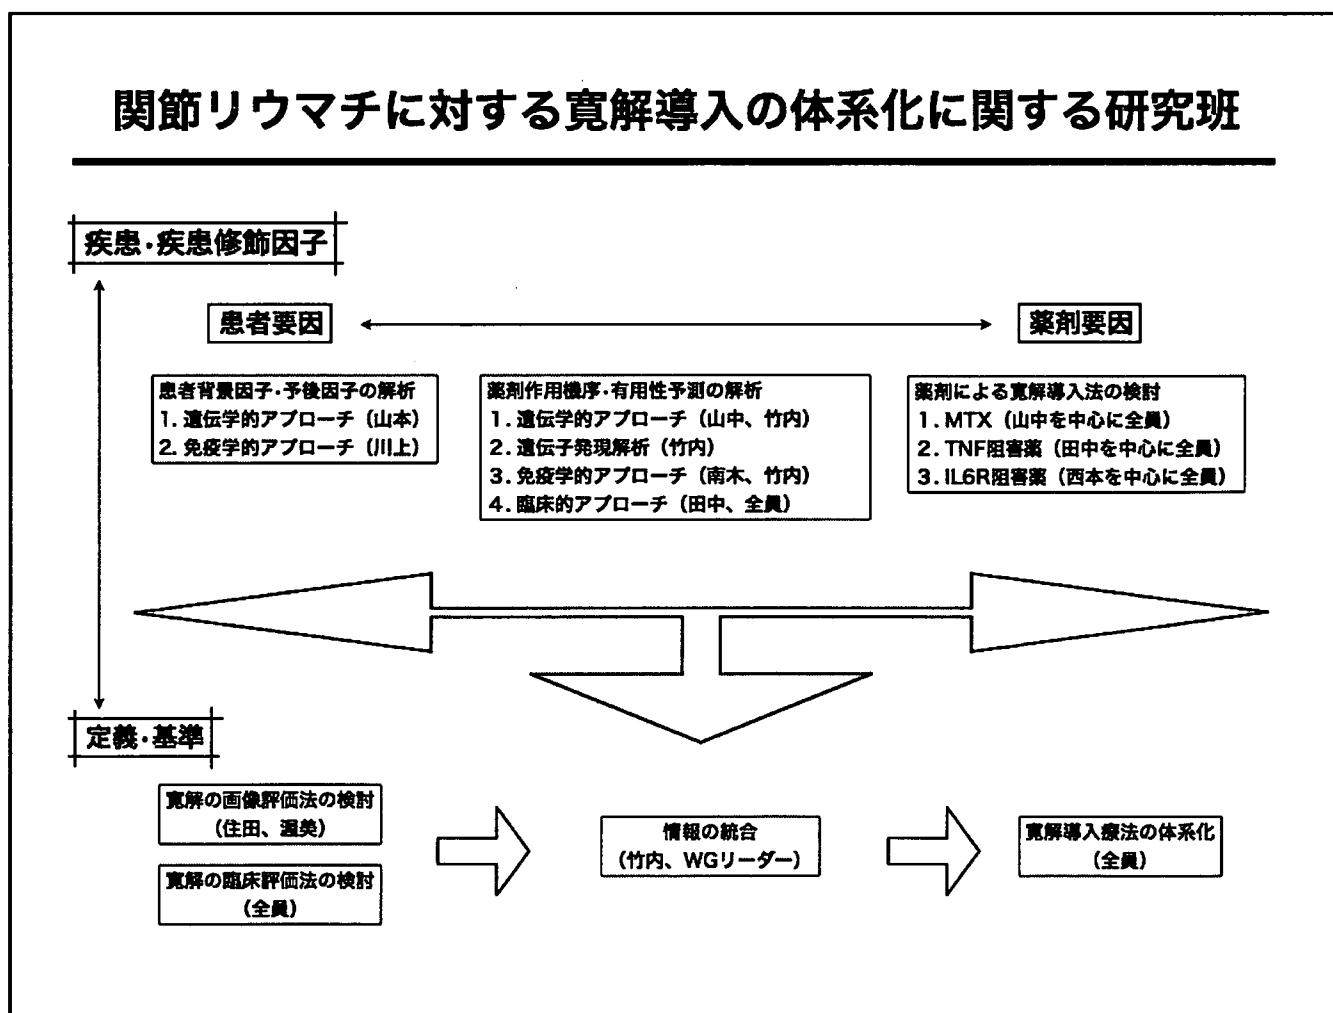 関節リウマチに対する寛解導入の体系化に関する研究班
疾患・疾患修飾因子
患者要因
薬剤要因
患者背景因子・予後因子の解析
1. 遺伝学的アプローチ（山本）
2. 免疫学的アプローチ（川上）
薬剤作用機序・有用性予測の解析
1. 遺伝学的アプローチ（山中、竹内）
2. 遺伝子発現解析（竹内）
3. 免疫学的アプローチ（南木、竹内）
4. 臨床的アプローチ（田中、全員）
薬剤による寛解導入法の検討
1. MTX（山中を中心に全員）
2. TNF阻害薬（田中を中心に全員）
3. IL6R阻害薬（西本を中心に全員）
定義・基準
寛解の画像評価法の検討
（住田、渥美）
寛解の臨床評価法の検討
（全員）
情報の統合
（竹内、WGリーダー）
寛解導入療法の体系化
（全員）